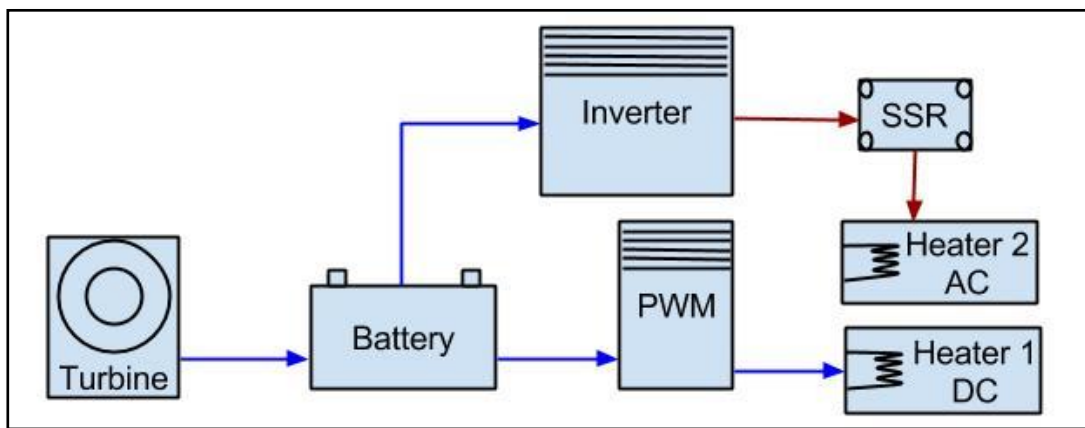 Inverter
SSR
Heater 2
AC
Turbine
Battery
PWM
Heater 1
DC